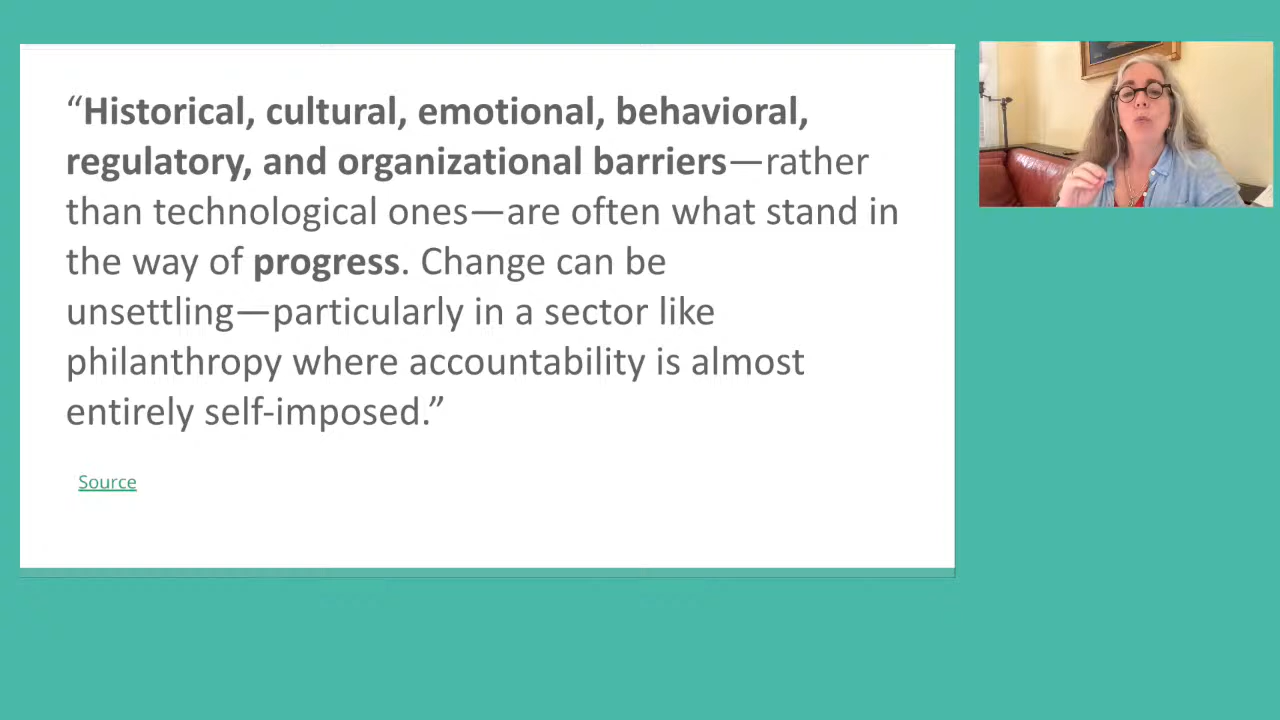 “Historical, cultural, emotional, behavioral,
regulatory, and organizational barriers—rather
than technological ones—are often what stand in
the way of progress. Change can be
unsettling—particularly in a sector like
philanthropy where accountability is almost
entirely self-imposed.”
Source